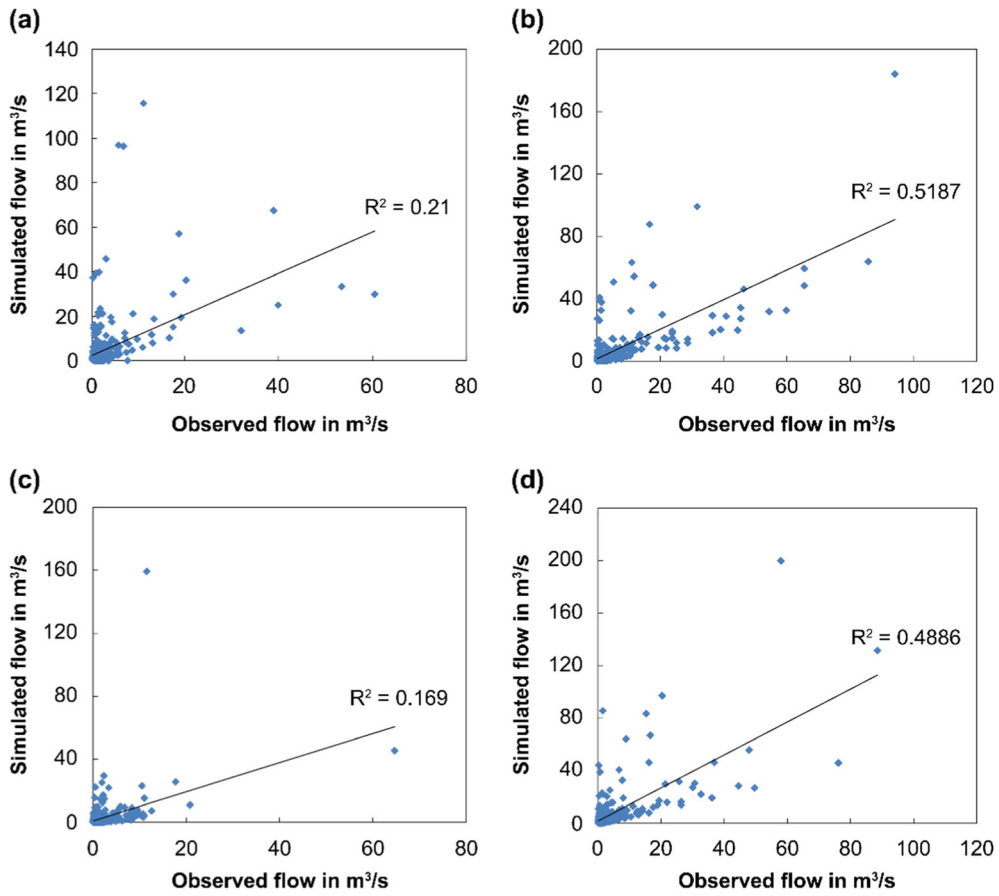 (a)
140
120
100
80
60
40
20
0
0 20 40 60 80
Simulated flow in m³/s
Observed flow in m³/s
R² = 0.21
(b)
200
160
120
80
40
0
0 20 40 60 80 100 120
Simulated flow in m³/s
Observed flow in m³/s
R² = 0.5187
(c)
200
160
120
80
40
0
0 20 40 60 80
Simulated flow in m³/s
Observed flow in m³/s
R² = 0.169
(d)
240
200
160
120
80
40
0
0 20 40 60 80 100 120
Simulated flow in m³/s
Observed flow in m³/s
R² = 0.4886